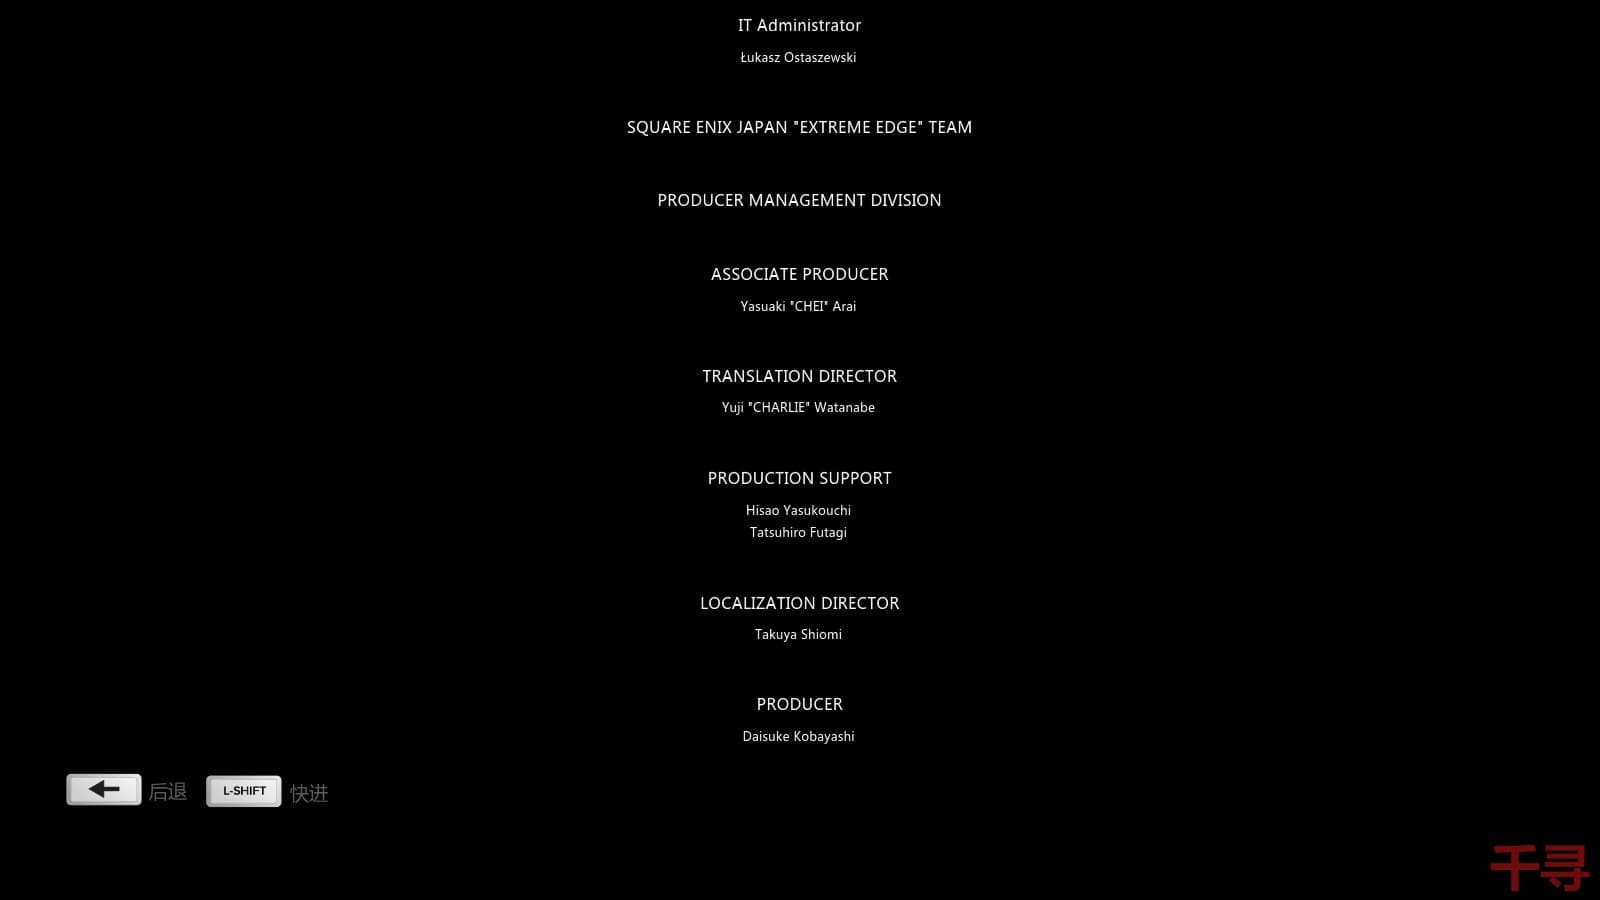 IT Administrator
Łukasz Ostaszewski
SQUARE ENIX JAPAN "EXTREME EDGE" TEAM
PRODUCER MANAGEMENT DIVISION
ASSOCIATE PRODUCER
Yasuaki "CHEI" Arai
TRANSLATION DIRECTOR
Yuji "CHARLIE" Watanabe
PRODUCTION SUPPORT
Hisao Yasukouchi
Tatsuhiro Futagi
LOCALIZATION DIRECTOR
Takuya Shiomi
PRODUCER
Daisuke Kobayashi
后退 L-SHIFT 快进
千寻